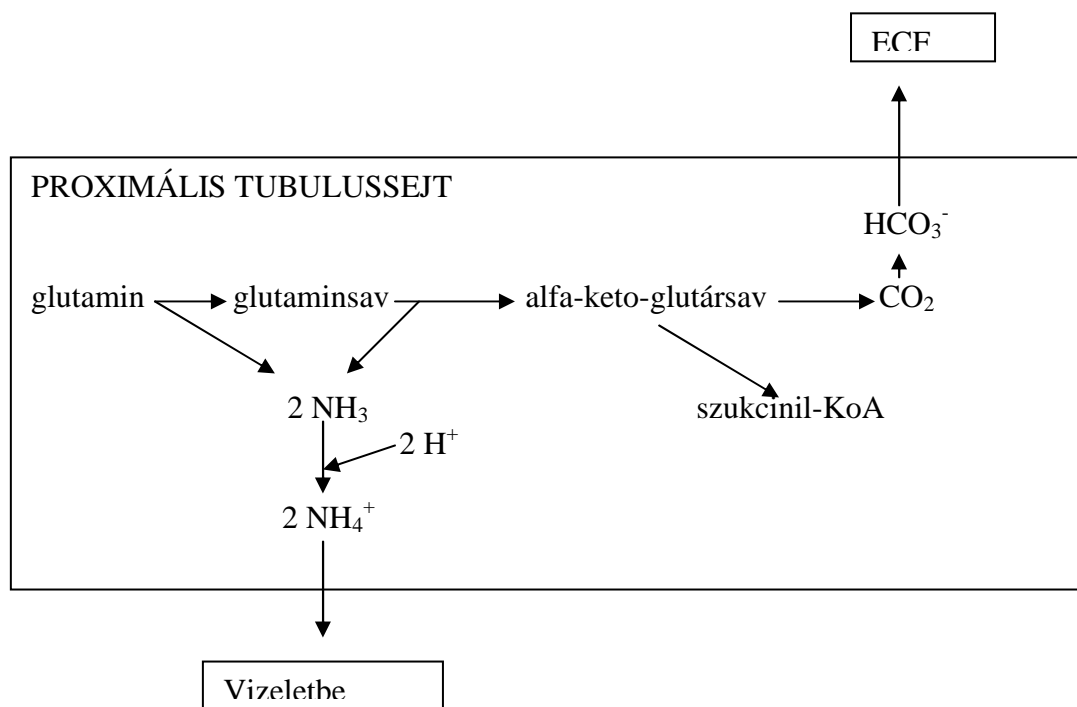 ECF
PROXIMÁLIS TUBULUSSEJT
HCO₃⁻
glutamin glutaminsav alfa-keto-glutársav CO₂
2 NH₃ szukcinil-KoA
2 H⁺
2 NH₄⁺
Vizeletbe